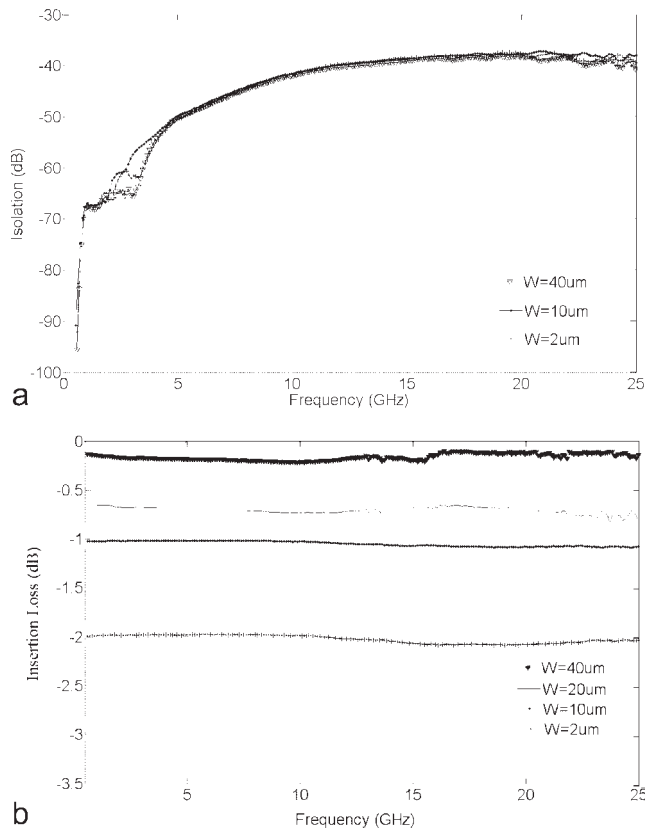 -30
-40
-50
-60
-70
-80
-90
-100
Isolation (dB)
W=40um
W=10um
W=2um
0
5
10
15
20
25
Frequency (GHz)
a
0
-0.5
-1
-1.5
-2
-2.5
-3
-3.5
Insertion Loss (dB)
W=40um
W=20um
W=10um
W=2um
5
10
15
20
25
Frequency (GHz)
b